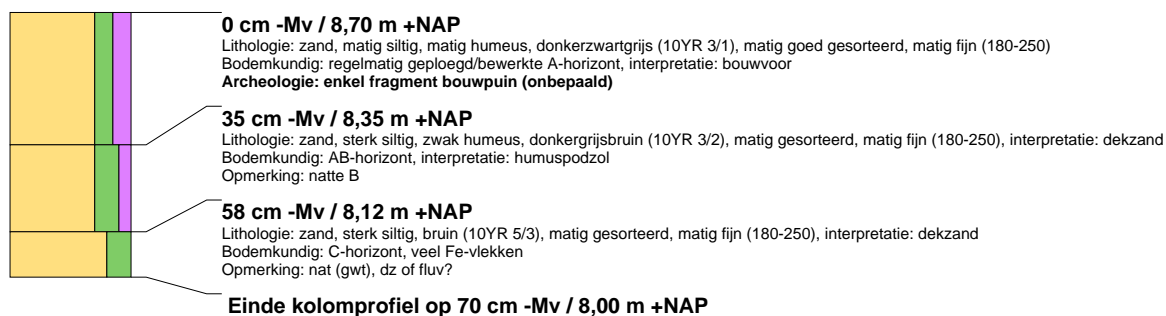 0 cm -Mv / 8,70 m +NAP
Lithologie: zand, matig siltig, matig humeus, donkerzwartgrijs (10YR 3/1), matig goed gesorteerd, matig fijn (180-250)
Bodemkundig: regelmatig geploegd/bewerkte A-horizont, interpretatie: bouwvoor
Archeologie: enkel fragment bouwpuin (onbepaald)
35 cm -Mv / 8,35 m +NAP
Lithologie: zand, sterk siltig, zwak humeus, donkergrijsbruin (10YR 3/2), matig gesorteerd, matig fijn (180-250), interpretatie: dekzand
Bodemkundig: AB-horizont, interpretatie: humuspodzol
Opmerking: natte B
58 cm -Mv / 8,12 m +NAP
Lithologie: zand, sterk siltig, bruin (10YR 5/3), matig gesorteerd, matig fijn (180-250), interpretatie: dekzand
Bodemkundig: C-horizont, veel Fe-vlekken
Opmerking: nat (gwt), dz of fluv?
Einde kolomprofiel op 70 cm -Mv / 8,00 m +NAP